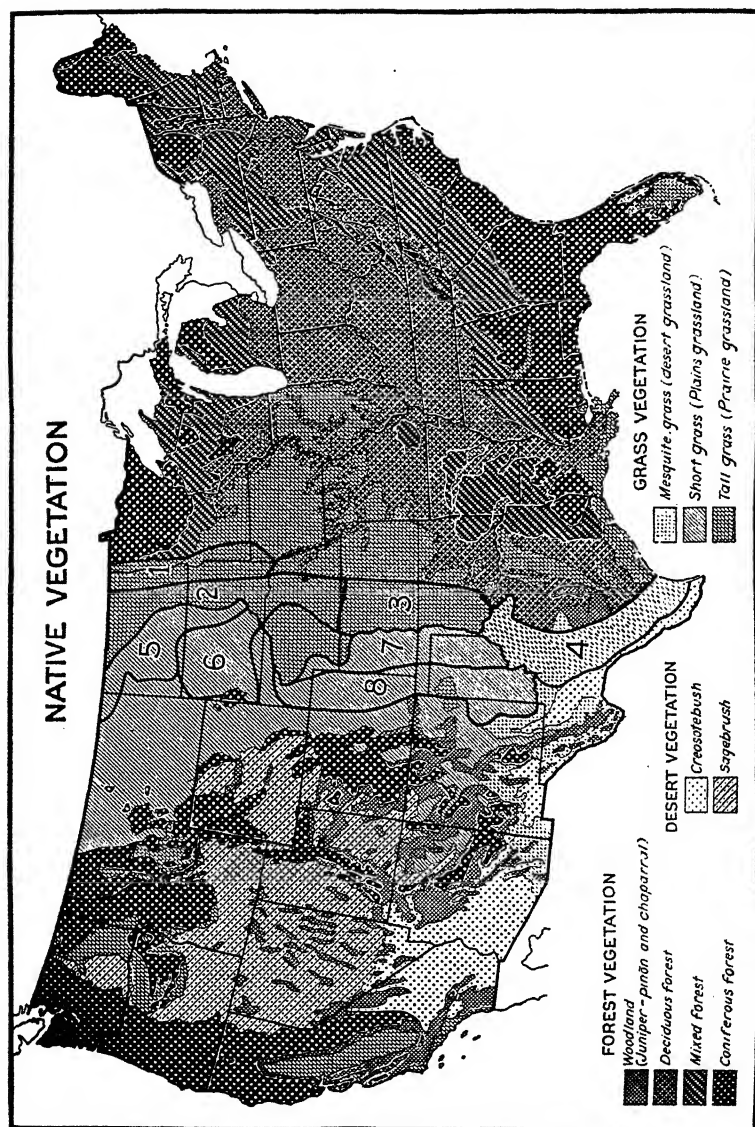 NATIVE VEGETATION
1
2
3
4
5
6
7
8
FOREST VEGETATION
Woodland
(Juniper-piñon and chaparral)
Deciduous forest
Mixed forest
Coniferous forest
DESERT VEGETATION
Creosotebush
Sagebrush
GRASS VEGETATION
Mesquite grass (desert grassland)
Short grass (Plains grassland)
Tall grass (Prairie grassland)